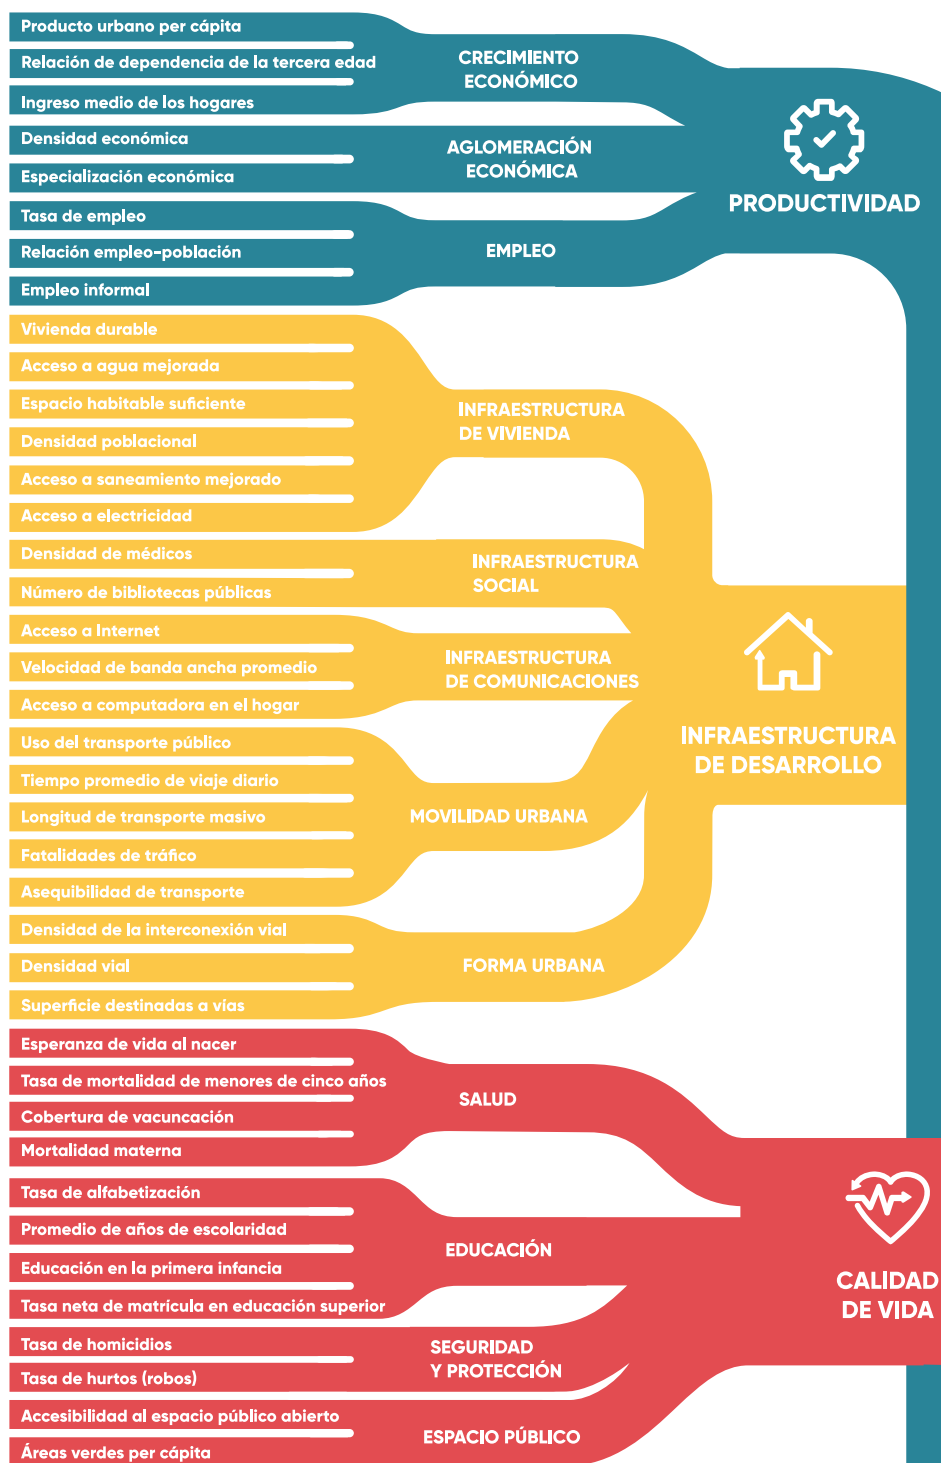 Producto urbano per cápita
Relación de dependencia de la tercera edad
Ingreso medio de los hogares
CRECIMIENTO
ECONÓMICO
Densidad económica
Especialización económica
AGLOMERACIÓN
ECONÓMICA
Tasa de empleo
Relación empleo-población
Empleo informal
EMPLEO
PRODUCTIVIDAD
Vivienda durable
Acceso a agua mejorada
Espacio habitable suficiente
Densidad poblacional
Acceso a saneamiento mejorado
Acceso a electricidad
INFRAESTRUCTURA
DE VIVIENDA
Densidad de médicos
Número de bibliotecas públicas
INFRAESTRUCTURA
SOCIAL
Acceso a Internet
Velocidad de banda ancha promedio
Acceso a computadora en el hogar
INFRAESTRUCTURA
DE COMUNICACIONES
Uso del transporte público
Tiempo promedio de viaje diario
Longitud de transporte masivo
Fatalidades de tráfico
Asequibilidad de transporte
MOVILIDAD URBANA
Densidad de la interconexión vial
Densidad vial
Superficie destinadas a vías
FORMA URBANA
INFRAESTRUCTURA
DE DESARROLLO
Esperanza de vida al nacer
Tasa de mortalidad de menores de cinco años
Cobertura de vacuncación
Mortalidad materna
SALUD
Tasa de alfabetización
Promedio de años de escolaridad
Educación en la primera infancia
Tasa neta de matrícula en educación superior
EDUCACIÓN
Tasa de homicidios
Tasa de hurtos (robos)
SEGURIDAD
Y PROTECCIÓN
Accesibilidad al espacio público abierto
Áreas verdes per cápita
ESPACIO PÚBLICO
CALIDAD
DE VIDA